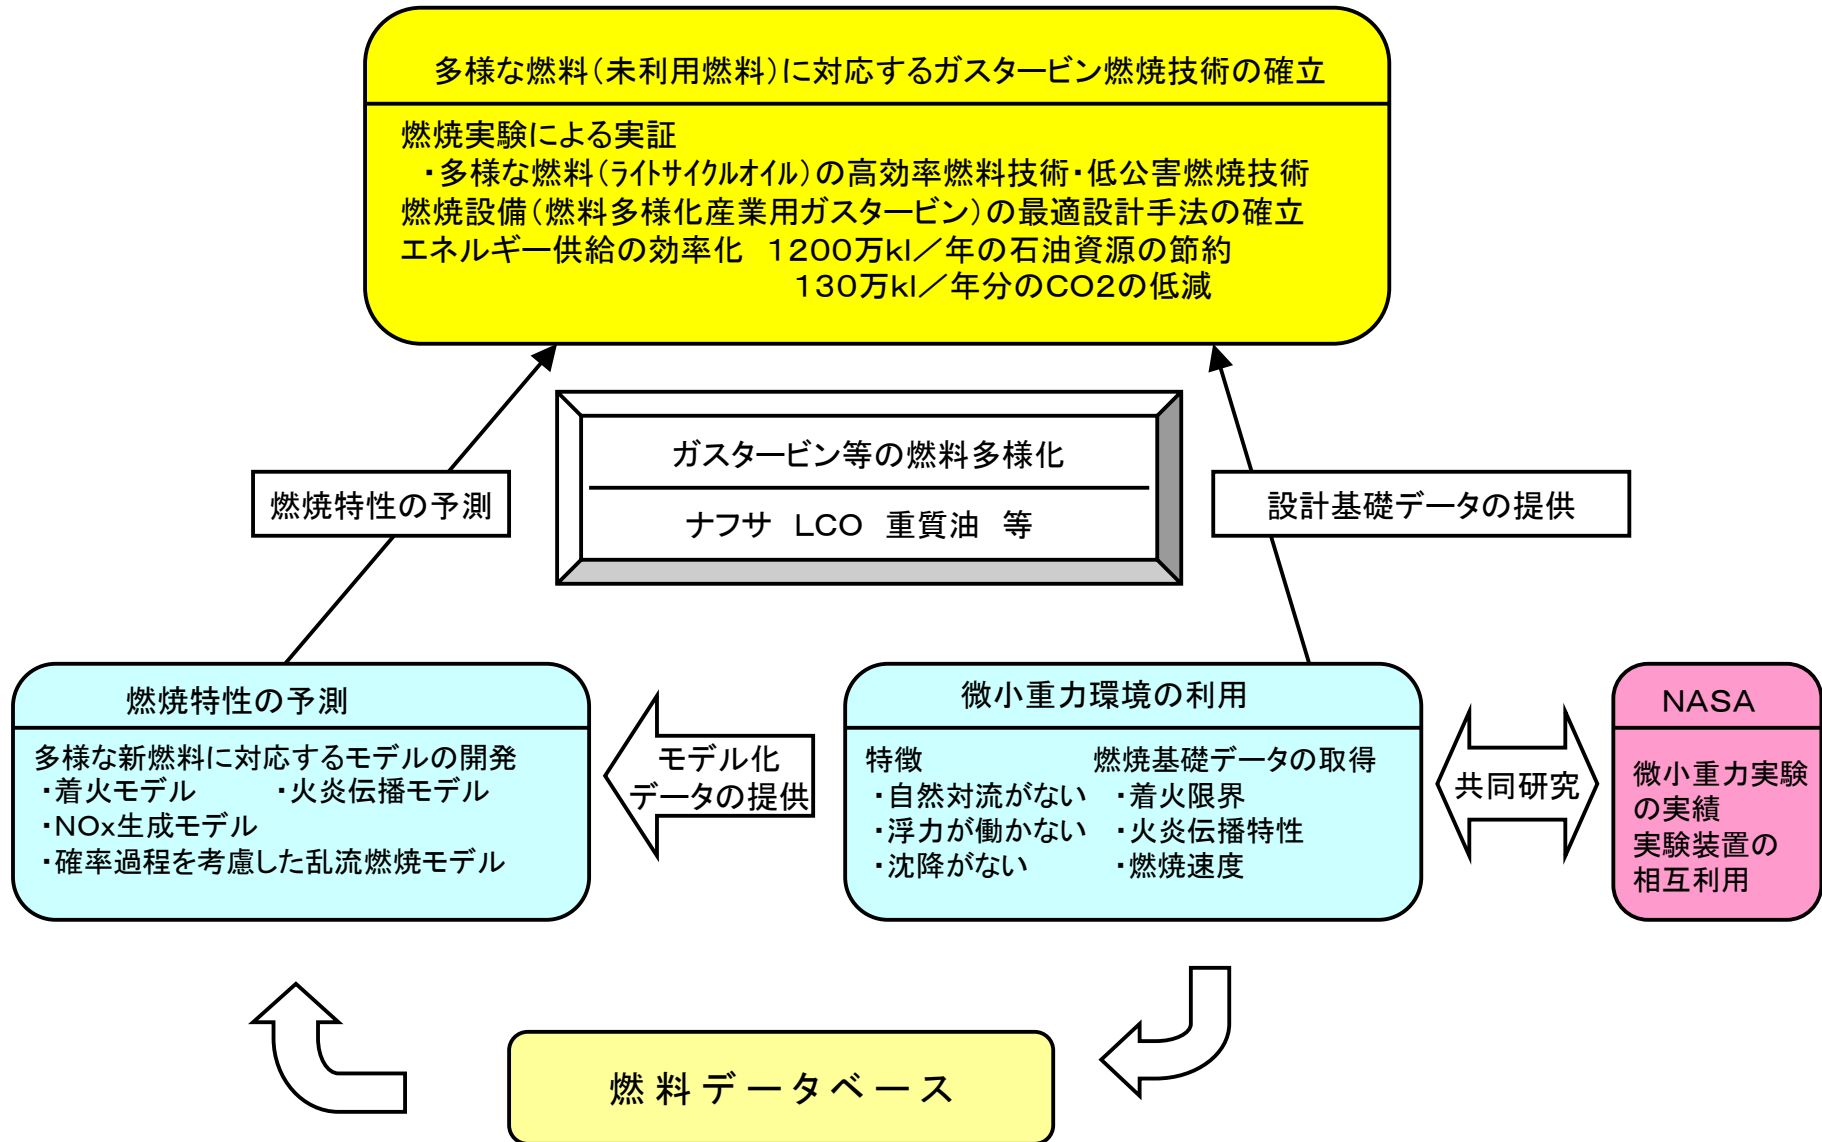 多様な燃料(未利用燃料)に対応するガスタービン燃焼技術の確立
燃焼実験による実証
・多様な燃料(ライトサイクルオイル)の高効率燃料技術・低公害燃焼技術
燃焼設備(燃料多様化産業用ガスタービン)の最適設計手法の確立
エネルギー供給の効率化 1200万kl/年の石油資源の節約
130万kl/年分のCO2の低減
ガスタービン等の燃料多様化
ナフサ LCO 重質油 等
燃焼特性の予測
設計基礎データの提供
燃焼特性の予測
多様な新燃料に対応するモデルの開発
・着火モデル ・火炎伝播モデル
・NOx生成モデル
・確率過程を考慮した乱流燃焼モデル
モデル化
データの提供
微小重力環境の利用
特徴 燃焼基礎データの取得
・自然対流がない ・着火限界
・浮力が働かない ・火炎伝播特性
・沈降がない ・燃焼速度
共同研究
NASA
微小重力実験
の実績
実験装置の
相互利用
燃料データベース